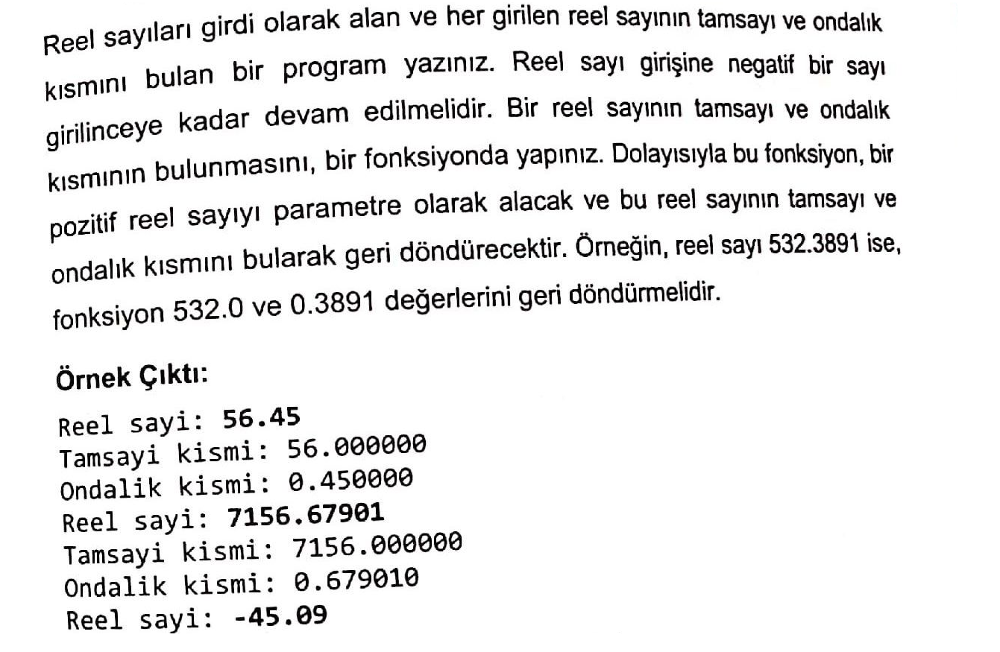 Reel sayıları girdi olarak alan ve her girilen reel sayının tamsayı ve ondalık
kısmını bulan bir program yazınız. Reel sayı girişine negatif bir sayı
girilinceye kadar devam edilmelidir. Bir reel sayının tamsayı ve ondalık
kısmının bulunmasını, bir fonksiyonda yapınız. Dolayısıyla bu fonksiyon, bir
pozitif reel sayıyı parametre olarak alacak ve bu reel sayının tamsayı ve
ondalık kısmını bularak geri döndürecektir. Örneğin, reel sayı 532.3891 ise,
fonksiyon 532.0 ve 0.3891 değerlerini geri döndürmelidir.
Örnek Çıktı:
Reel sayi: 56.45
Tamsayi kismi: 56.000000
Ondalik kismi: 0.450000
Reel sayi: 7156.67901
Tamsayi kismi: 7156.000000
Ondalik kismi: 0.679010
Reel sayi: -45.09